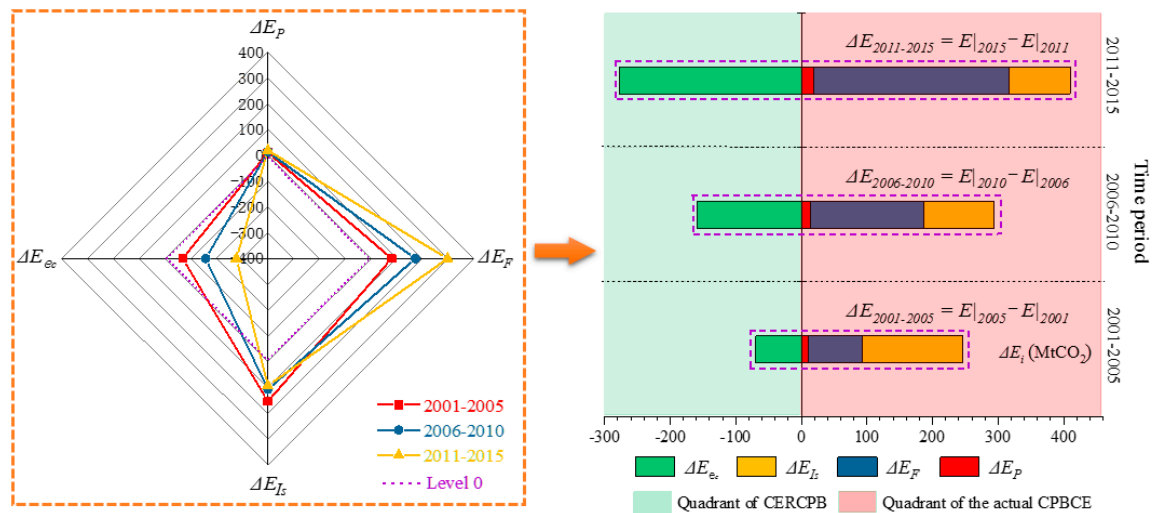 ΔE_P
400
300
400
300
200
100
0
−100
−200
−300
400
ΔE_ec
ΔE_F
ΔE_Is
2001-2005
2006-2010
2011-2015
Level 0
ΔE_2011-2015 = E|_2015 − E|_2011
ΔE_2006-2010 = E|_2010 − E|_2006
ΔE_2001-2005 = E|_2005 − E|_2001
ΔE_i (MtCO₂)
2011-2015
2006-2010
2001-2005
Time period
-300
-200
-100
0
100
200
300
400
ΔE_ec
ΔE_Is
ΔE_F
ΔE_P
Quadrant of CERCPB
Quadrant of the actual CPBCE